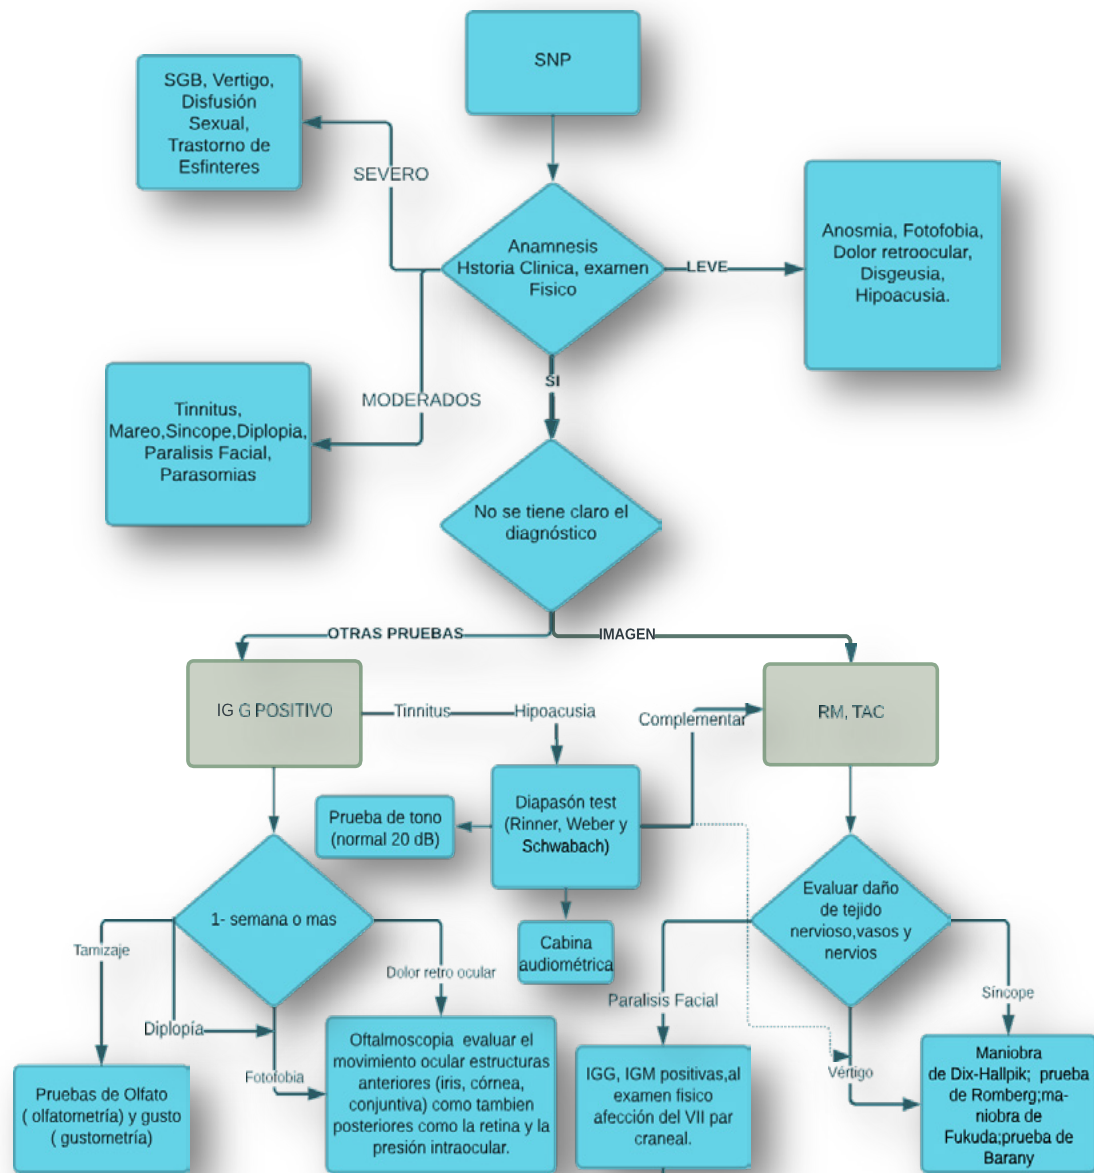 SNP
SGB, Vertigo,
Disfusión
Sexual,
Trastorno de
Esfinteres
SEVERO
Anamnesis
Hstoria Clinica, examen
Fisico
LEVE
Anosmia, Fotofobia,
Dolor retroocular,
Disgeusia,
Hipoacusia.
SI
MODERADOS
Tinnitus,
Mareo,Sincope,Diplopia,
Paralisis Facial,
Parasomias
No se tiene claro el
diagnóstico
OTRAS PRUEBAS
IMAGEN
IG G POSITIVO
Tinnitus
Hipoacusia
Complementar
RM, TAC
Prueba de tono
(normal 20 dB)
Diapasón test
(Rinner, Weber y
Schwabach)
1- semana o mas
Cabina
audiométrica
Evaluar daño
de tejido
nervioso,vasos y
nervios
Tamizaje
Dolor retro ocular
Diplopía
Fotofobia
Paralisis Facial
Síncope
Vértigo
Pruebas de Olfato
( olfatometría) y gusto
( gustometría)
Oftalmoscopia evaluar el
movimiento ocular estructuras
anteriores (iris, córnea,
conjuntiva) como tambien
posteriores como la retina y la
presión intraocular.
IGG, IGM positivas,al
examen fisico
afección del VII par
craneal.
Maniobra
de Dix-Hallpik; prueba
de Romberg;ma-
niobra de
Fukuda;prueba de
Barany